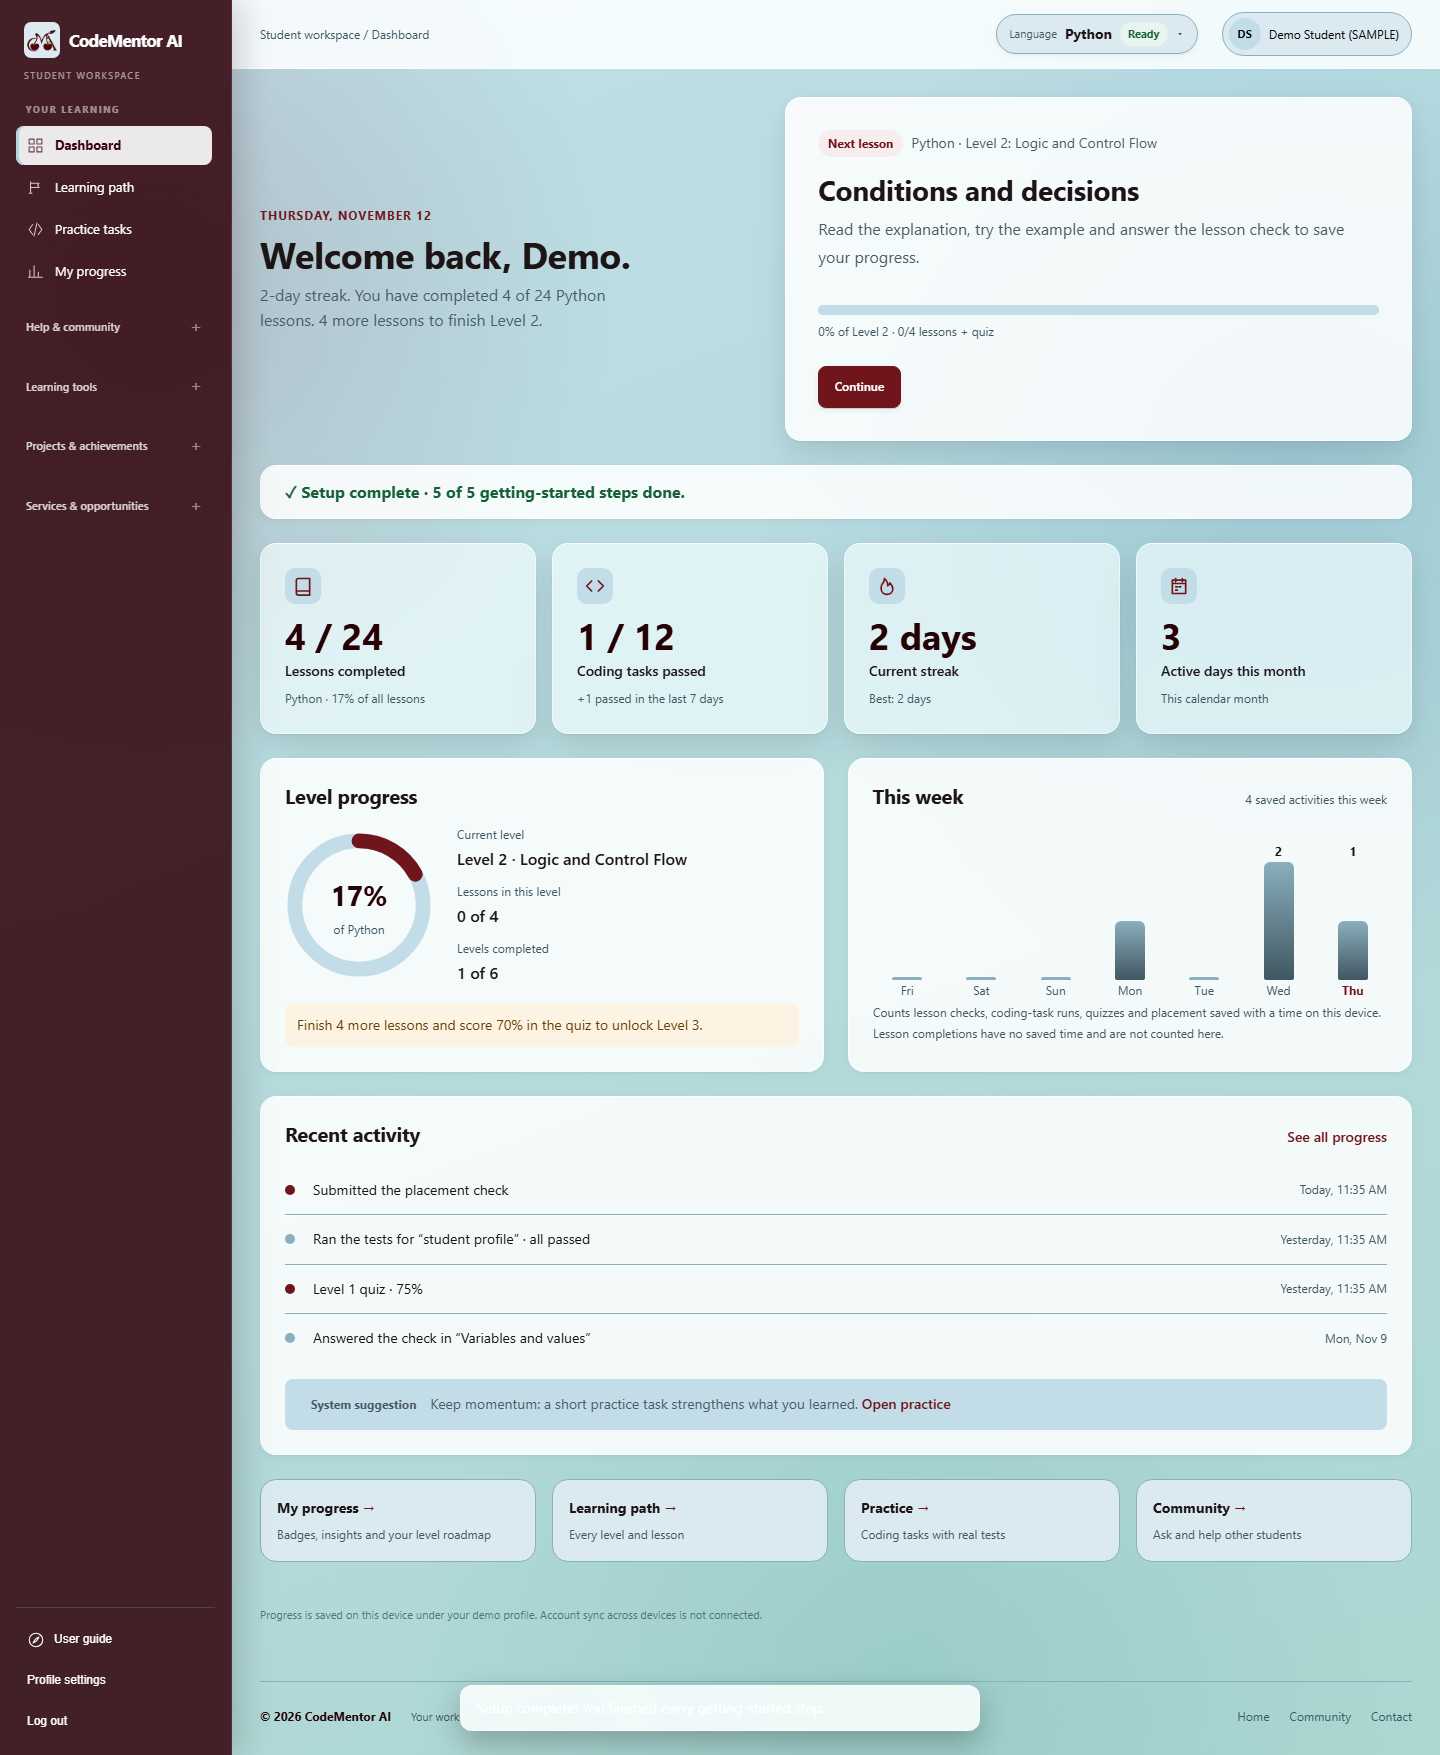 CodeMentor AI
STUDENT WORKSPACE
YOUR LEARNING
Dashboard
Learning path
Practice tasks
My progress
Help & community +
Learning tools +
Projects & achievements +
Services & opportunities +
User guide
Profile settings
Log out
Student workspace / Dashboard
Language Python Ready
DS Demo Student (SAMPLE)
THURSDAY, NOVEMBER 12
Welcome back, Demo.
2-day streak. You have completed 4 of 24 Python
lessons. 4 more lessons to finish Level 2.
Next lesson Python · Level 2: Logic and Control Flow
Conditions and decisions
Read the explanation, try the example and answer the lesson check to save
your progress.
0% of Level 2 · 0/4 lessons + quiz
Continue
✓ Setup complete · 5 of 5 getting-started steps done.
4 / 24
Lessons completed
Python · 17% of all lessons
1 / 12
Coding tasks passed
+1 passed in the last 7 days
2 days
Current streak
Best: 2 days
3
Active days this month
This calendar month
Level progress
17%
of Python
Current level
Level 2 · Logic and Control Flow
Lessons in this level
0 of 4
Levels completed
1 of 6
Finish 4 more lessons and score 70% in the quiz to unlock Level 3.
This week
4 saved activities this week
2 1
Fri Sat Sun Mon Tue Wed Thu
Counts lesson checks, coding-task runs, quizzes and placement saved with a time on this device.
Lesson completions have no saved time and are not counted here.
Recent activity
See all progress
Submitted the placement check Today, 11:35 AM
Ran the tests for “student profile” · all passed Yesterday, 11:35 AM
Level 1 quiz · 75% Yesterday, 11:35 AM
Answered the check in “Variables and values” Mon, Nov 9
System suggestion Keep momentum: a short practice task strengthens what you learned. Open practice
My progress →
Badges, insights and your level roadmap
Learning path →
Every level and lesson
Practice →
Coding tasks with real tests
Community →
Ask and help other students
Progress is saved on this device under your demo profile. Account sync across devices is not connected.
© 2026 CodeMentor AI Your work
Setup complete! You finished every getting-started step.
Home Community Contact